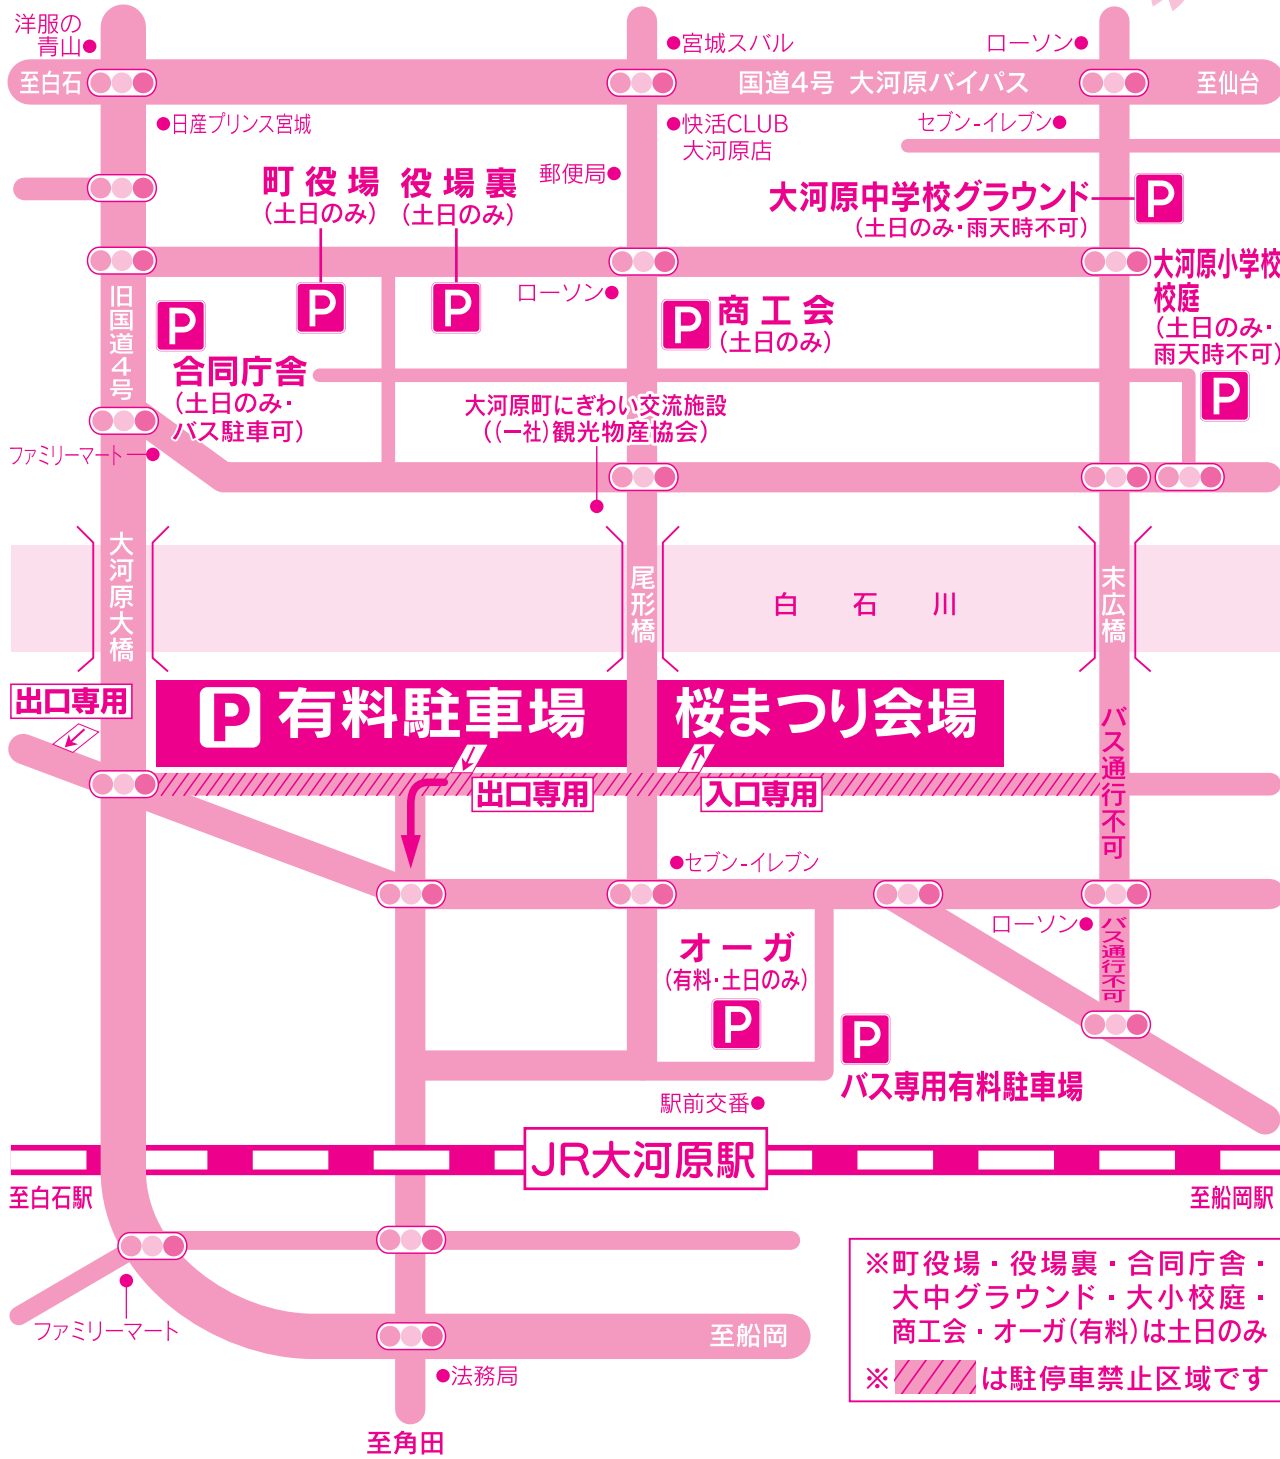 洋服の
青山
宮城スバル
ローソン
至白石
国道4号 大河原バイパス
至仙台
日産プリンス宮城
快活CLUB
大河原店
セブン-イレブン
町役場
(土日のみ)
役場裏
(土日のみ)
郵便局
大河原中学校グラウンド
(土日のみ・雨天時不可)
P
大河原小学校
校庭
(土日のみ・
雨天時不可)
P
旧国道4号
P
合同庁舎
(土日のみ・
バス駐車可)
P
P
ローソン
P
商工会
(土日のみ)
大河原町にぎわい交流施設
((一社)観光物産協会)
ファミリーマート
大河原大橋
尾形橋
白石川
末広橋
出口専用
P 有料駐車場
桜まつり会場
バス通行不可
出口専用
入口専用
セブン-イレブン
ローソン
バス通行不可
オーガ
(有料・土日のみ)
P
P
バス専用有料駐車場
駅前交番
JR大河原駅
至白石駅
至船岡駅
ファミリーマート
至船岡
法務局
至角田
※町役場・役場裏・合同庁舎・
大中グラウンド・大小校庭・
商工会・オーガ(有料)は土日のみ
※は駐停車禁止区域です